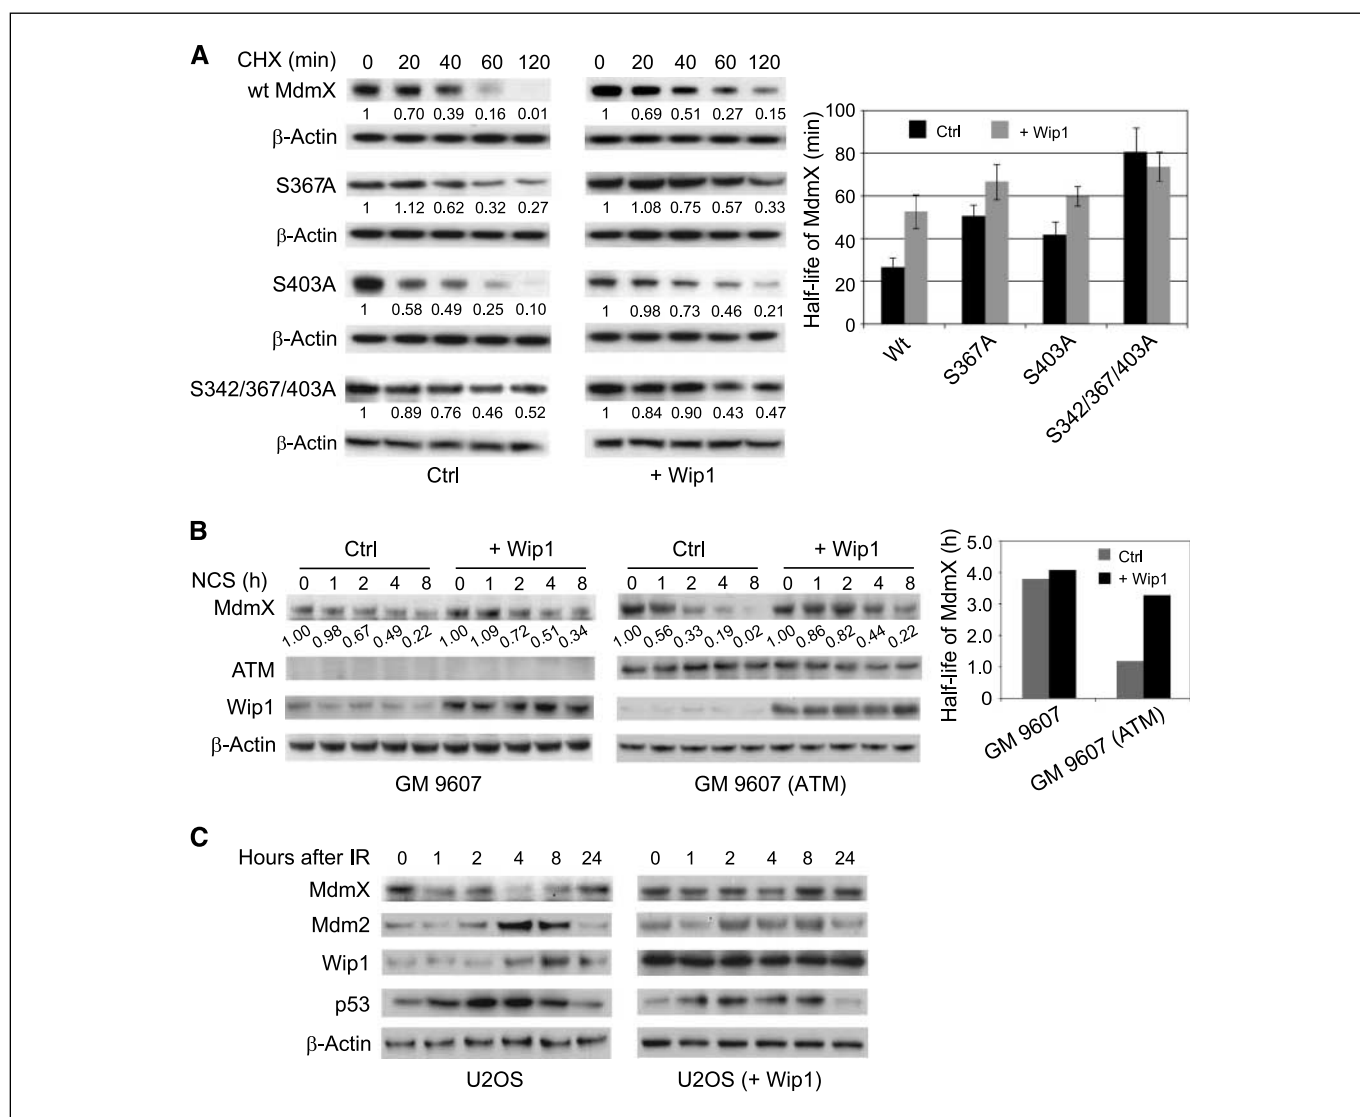 A
CHX (min) 0 20 40 60 120 0 20 40 60 120
wt MdmX
1 0.70 0.39 0.16 0.01 1 0.69 0.51 0.27 0.15
β-Actin
S367A
1 1.12 0.62 0.32 0.27 1 1.08 0.75 0.57 0.33
β-Actin
S403A
1 0.58 0.49 0.25 0.10 1 0.98 0.73 0.46 0.21
β-Actin
S342/367/403A
1 0.89 0.76 0.46 0.52 1 0.84 0.90 0.43 0.47
β-Actin
Ctrl + Wip1
Half-life of MdmX (min)
100
80
60
40
20
0
Ctrl + Wip1
Wt S367A S403A S342/367/403A
B
Ctrl + Wip1 Ctrl + Wip1
NCS (h) 0 1 2 4 8 0 1 2 4 8 0 1 2 4 8 0 1 2 4 8
MdmX
1.00 0.98 0.67 0.49 0.22 1.00 1.09 0.72 0.51 0.34 1.00 0.56 0.33 0.19 0.02 1.00 0.86 0.82 0.44 0.22
ATM
Wip1
β-Actin
GM 9607 GM 9607 (ATM)
Half-life of MdmX (h)
5.0
4.0
3.0
2.0
1.0
0
Ctrl
+ Wip1
GM 9607 GM 9607 (ATM)
C
Hours after IR 0 1 2 4 8 24 0 1 2 4 8 24
MdmX
Mdm2
Wip1
p53
β-Actin
U2OS U2OS (+ Wip1)